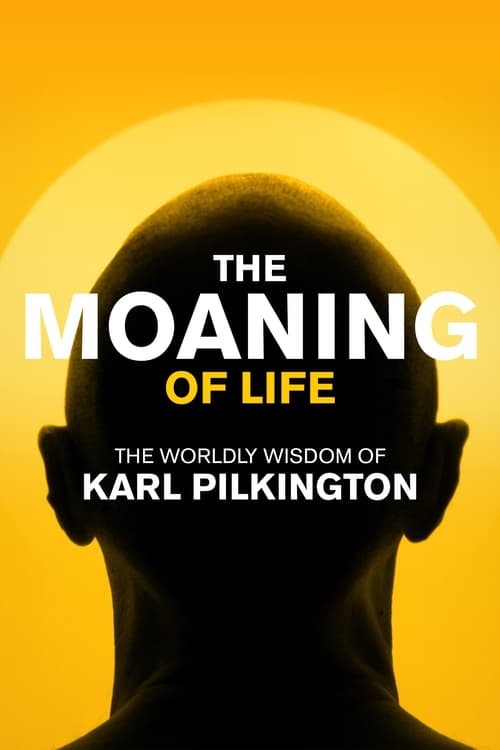 THE
MOANING
OF LIFE
THE WORLDLY WISDOM OF
KARL PILKINGTON